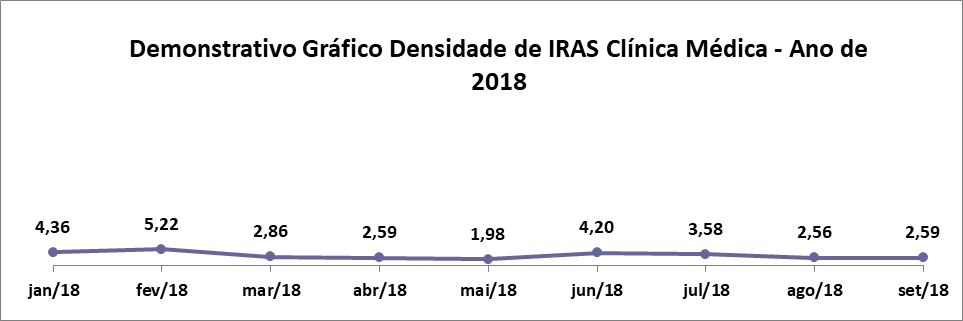 Demonstrativo Gráfico Densidade de IRAS Clínica Médica - Ano de
2018
4,36 5,22 2,86 2,59 1,98 4,20 3,58 2,56 2,59
jan/18 fev/18 mar/18 abr/18 mai/18 jun/18 jul/18 ago/18 set/18